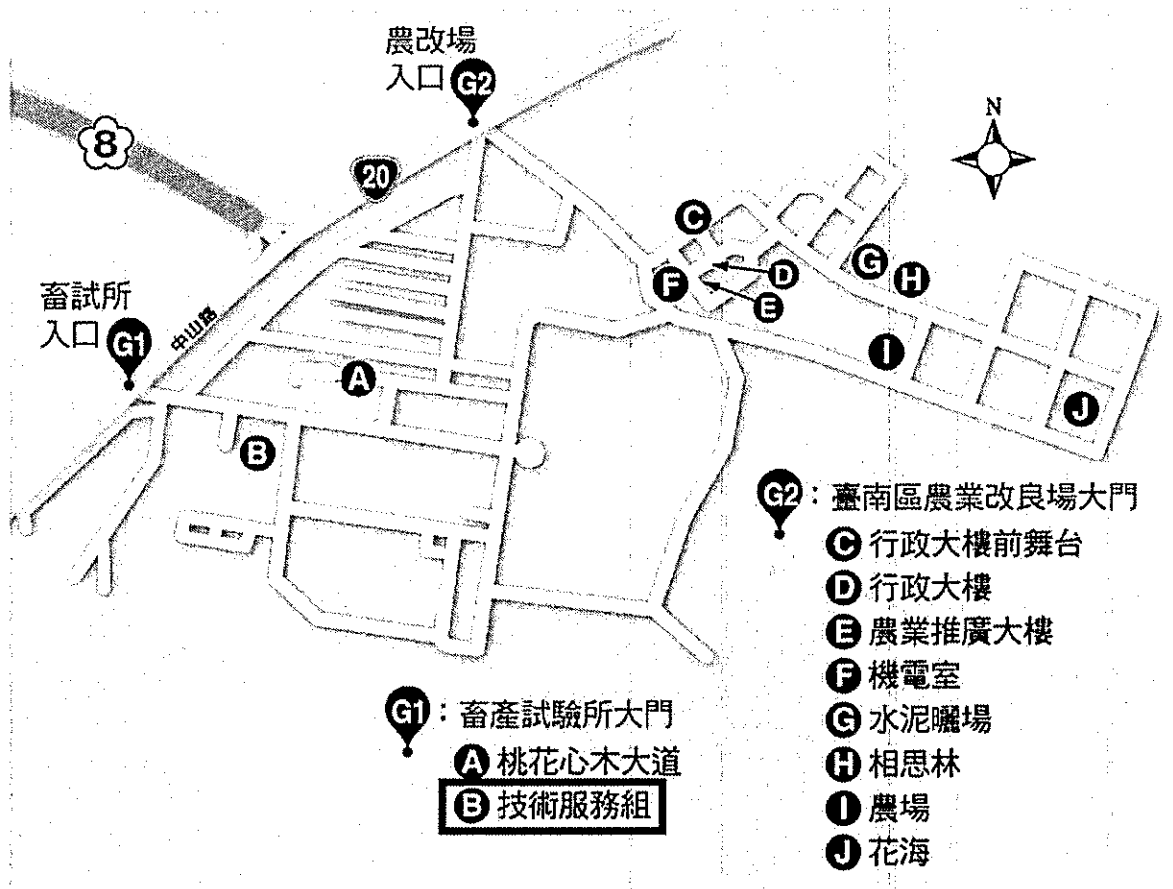 農改場
入口 G2
N
8
20
C
G
H
D
F
E
畜試所
入口 G1
中山路
I
A
J
B
G2：臺南區農業改良場大門
C 行政大樓前舞台
D 行政大樓
E 農業推廣大樓
F 機電室
G 水泥曬場
H 相思林
I 農場
J 花海
G1：畜產試驗所大門
A 桃花心木大道
B 技術服務組